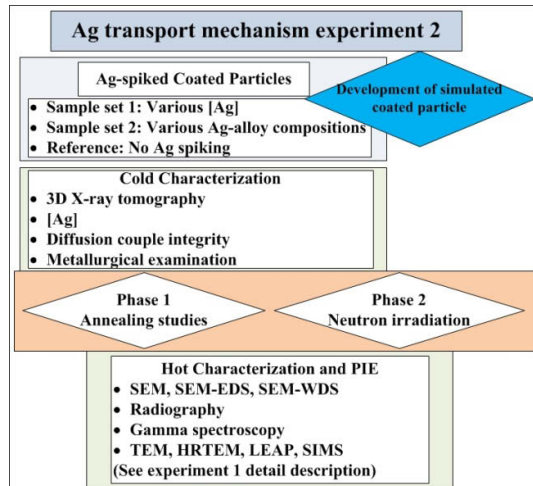 Ag transport mechanism experiment 2
Ag-spiked Coated Particles
Development of simulated
coated particle
• Sample set 1: Various [Ag]
• Sample set 2: Various Ag-alloy compositions
• Reference: No Ag spiking
Cold Characterization
• 3D X-ray tomography
• [Ag]
• Diffusion couple integrity
• Metallurgical examination
Phase 1
Annealing studies
Phase 2
Neutron irradiation
Hot Characterization and PIE
• SEM, SEM-EDS, SEM-WDS
• Radiography
• Gamma spectroscopy
• TEM, HRTEM, LEAP, SIMS
(See experiment 1 detail description)